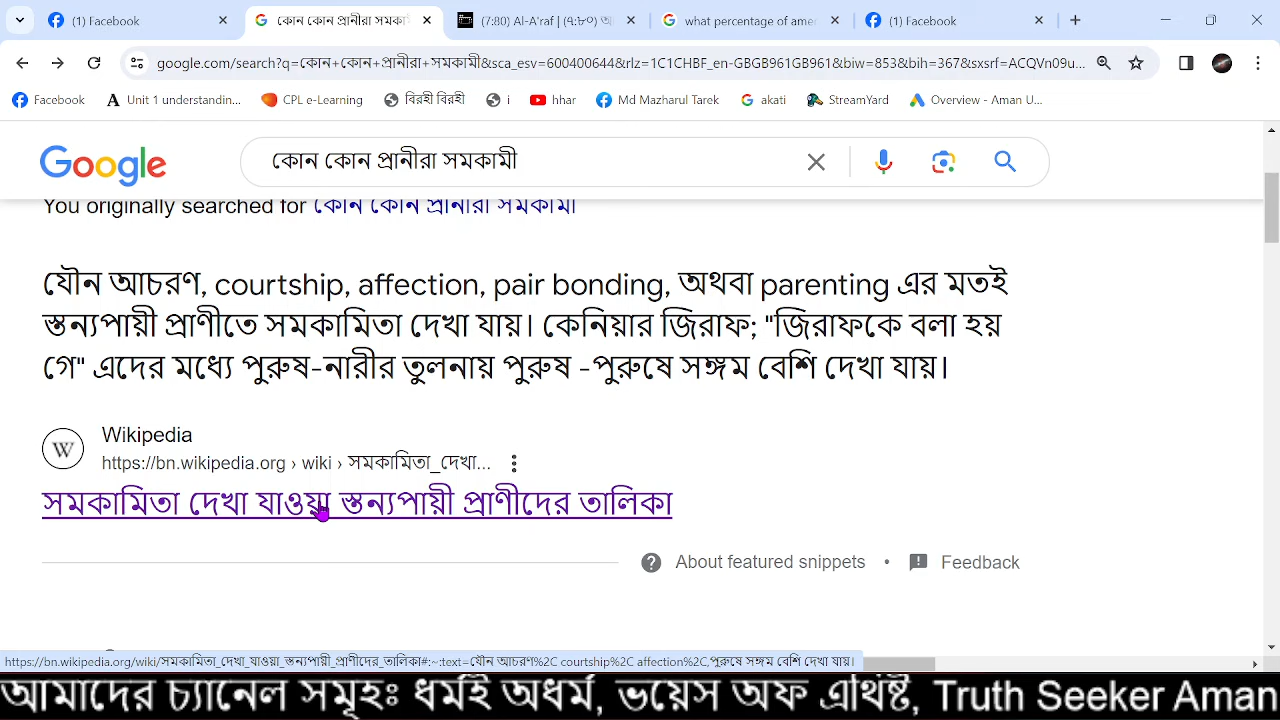 (1) Facebook
কোন কোন প্রানীরা সমকা
(7:80) Al-A'raf | (৭:৮০) আ
what percentage of ame
(1) Facebook
google.com/search?q=কোন+কোন+প্রানীরা+সমকামী&sca_esv=600400644&rlz=1C1CHBF_en-GBGB961GB961&biw=853&bih=367&sxsrf=ACQVn09u...
Facebook
Unit 1 understandin...
CPL e-Learning
বিরহী বিরহী
i
hhar
Md Mazharul Tarek
akati
StreamYard
Overview - Aman U...
Google
কোন কোন প্রানীরা সমকামী
You originally searched for কোন কোন প্রানীরা সমকামী
যৌন আচরণ, courtship, affection, pair bonding, অথবা parenting এর মতই
স্তন্যপায়ী প্রাণীতে সমকামিতা দেখা যায়। কেনিয়ার জিরাফ; "জিরাফকে বলা হয়
গে" এদের মধ্যে পুরুষ-নারীর তুলনায় পুরুষ -পুরুষে সঙ্গম বেশি দেখা যায়।
W
Wikipedia
https://bn.wikipedia.org › wiki › সমকামিতা_দেখা...
সমকামিতা দেখা যাওয়া স্তন্যপায়ী প্রাণীদের তালিকা
About featured snippets • Feedback
https://bn.wikipedia.org/wiki/সমকামিতা_দেখা_যাওয়া_স্তন্যপায়ী_প্রাণীদের_তালিকা#:~:text=যৌন আচরণ%2C courtship%2C affection%2C,পুরুষে সঙ্গম বেশি দেখা যায়।
আমাদের চ্যানেল সমূহঃ ধর্মই অধর্ম, ভয়েস অফ এথিষ্ট, Truth Seeker Aman